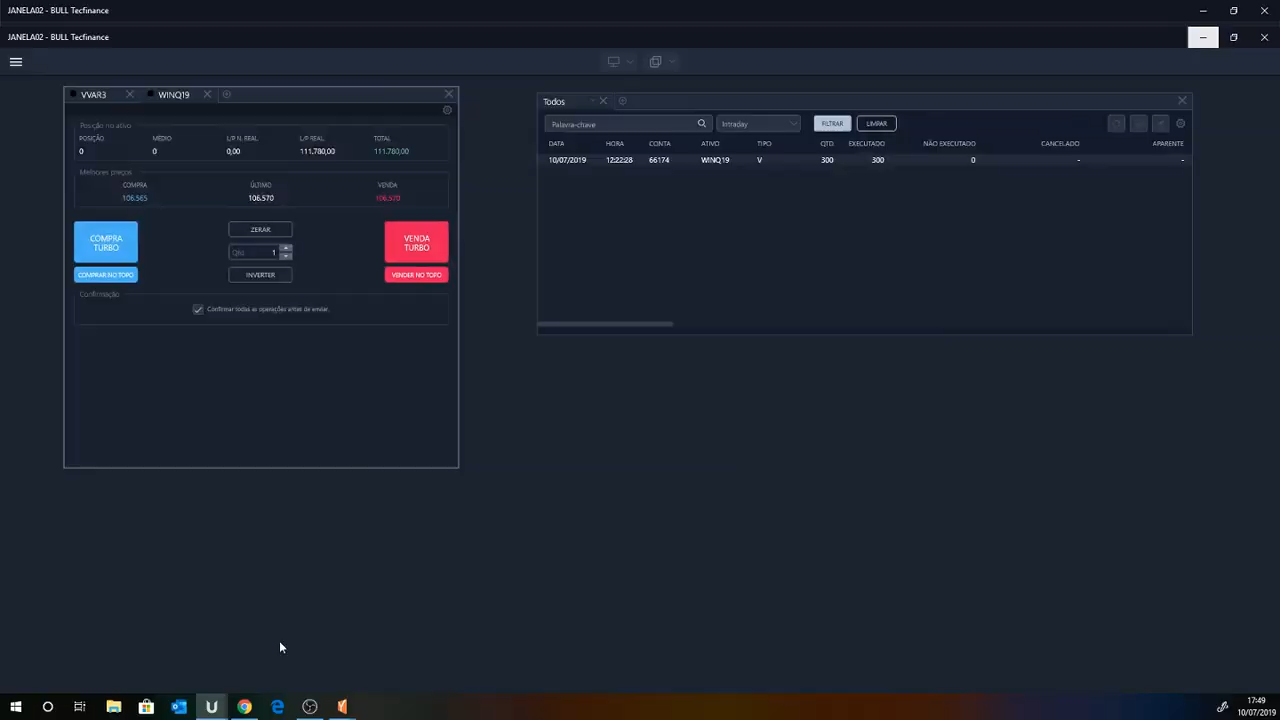 JANELA02 - BULL Tecfinance
JANELA02 - BULL Tecfinance
VVAR3 WINQ19
Posição no ativo
POSIÇÃO MÉDIO L/P N. REAL L/P REAL TOTAL
0 0 0,00 111.780,00 111.780,00
Melhores preços
COMPRA ÚLTIMO VENDA
106.565 106.570 106.570
COMPRA TURBO
COMPRAR NO TOPO
ZERAR
Qtd: 1
INVERTER
VENDA TURBO
VENDER NO TOPO
Confirmação
Confirmar todas as operações antes de enviar.
Todos
Palavra-chave Intraday FILTRAR LIMPAR
DATA HORA CONTA ATIVO TIPO QTD EXECUTADO NÃO EXECUTADO CANCELADO APARENTE
10/07/2019 12:22:28 66174 WINQ19 V 300 300 0 - -
17:49
10/07/2019